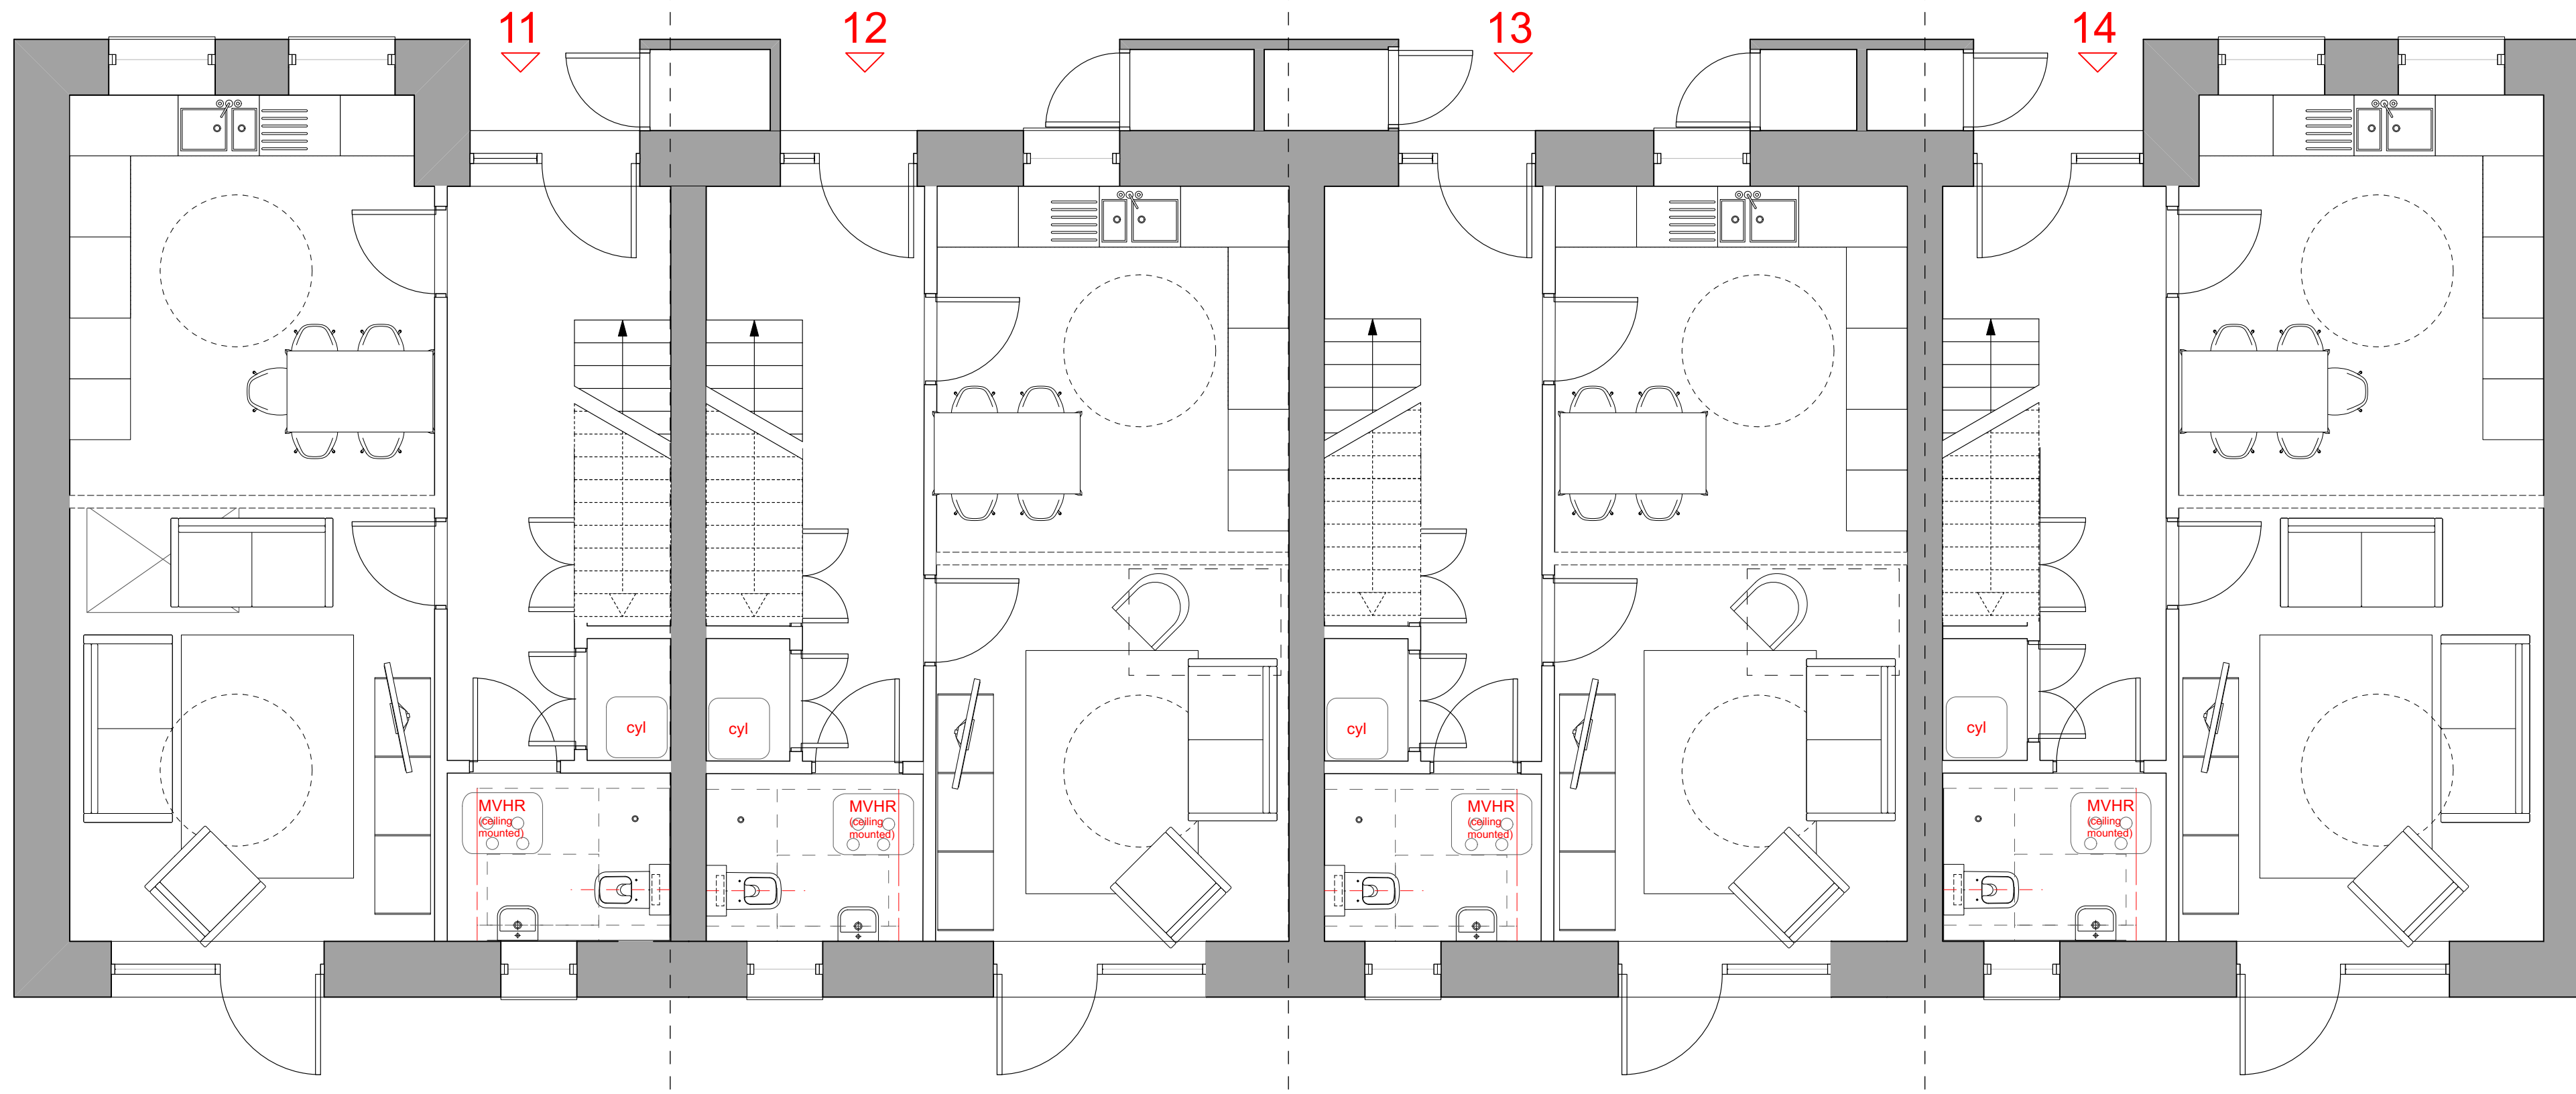 11
12
13
14
cyl
cyl
cyl
cyl
MVHR
(ceiling
mounted)
MVHR
(ceiling
mounted)
MVHR
(ceiling
mounted)
MVHR
(ceiling
mounted)